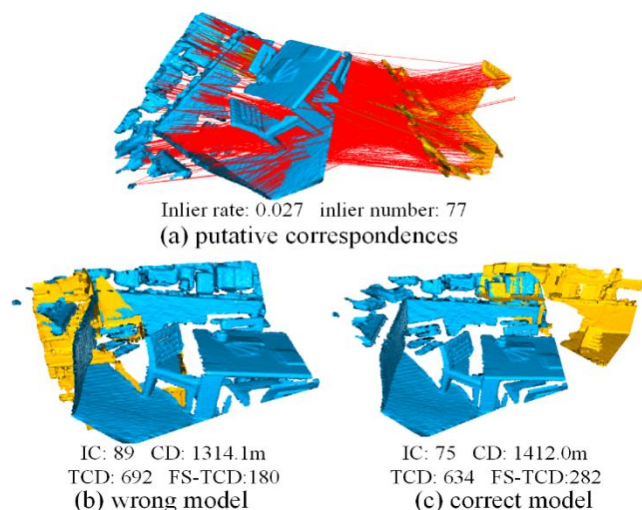 Inlier rate: 0.027 inlier number: 77
(a) putative correspondences
IC: 89 CD: 1314.1m
TCD: 692 FS-TCD:180
(b) wrong model
IC: 75 CD: 1412.0m
TCD: 634 FS-TCD:282
(c) correct model